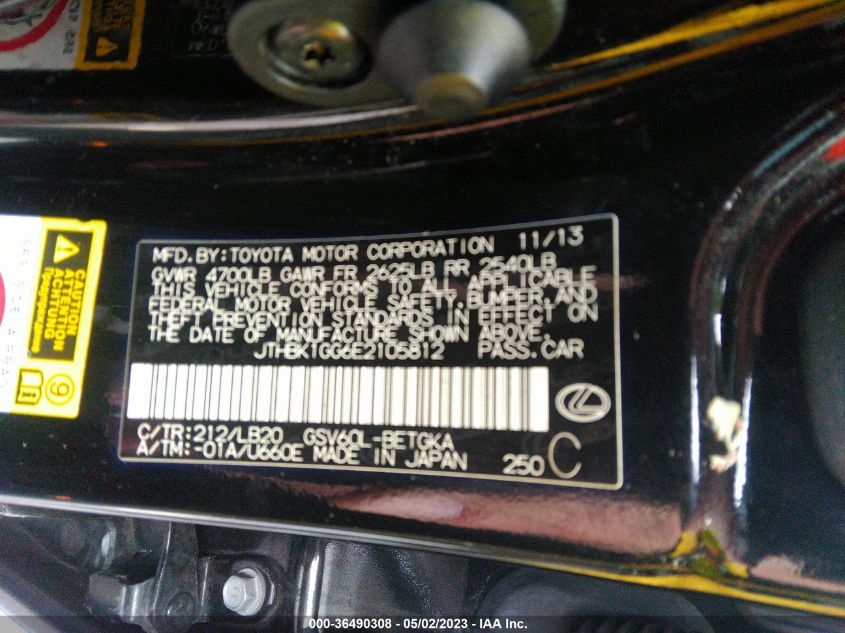 MFD. BY: TOYOTA MOTOR CORPORATION 11/13
GVWR 4700LB GAWR FR 2625LB RR 2540LB
THIS VEHICLE CONFORMS TO ALL APPLICABLE
FEDERAL MOTOR VEHICLE SAFETY, BUMPER, AND
THEFT PREVENTION STANDARDS IN EFFECT ON
THE DATE OF MANUFACTURE SHOWN ABOVE.
JTHBK1GG6E2105812 PASS. CAR
C/TR: 212/LB20 GSV60L-BETGKA
A/TM: -01A/U660E MADE IN JAPAN 250 C
CAUTION
ATTENTION
ACHTUNG
9
000-36490308 - 05/02/2023 - IAA Inc.